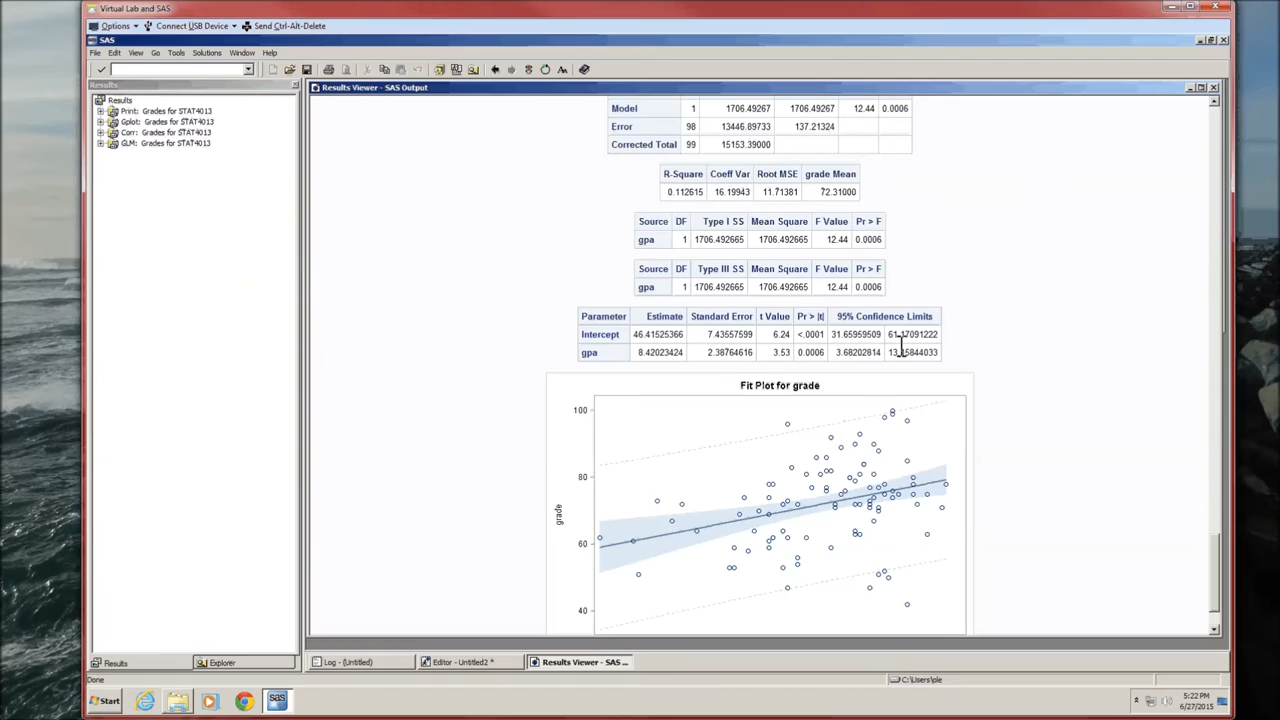 Virtual Lab and SAS
Options Connect USB Device Send Ctrl-Alt-Delete
SAS
File Edit View Go Tools Solutions Window Help
Results
Results Viewer - SAS Output
Results
Print: Grades for STAT4013
Gplot: Grades for STAT4013
Corr: Grades for STAT4013
GLM: Grades for STAT4013
Model 1 1706.49267 1706.49267 12.44 0.0006
Error 98 13446.89733 137.21324
Corrected Total 99 15153.39000
R-Square Coeff Var Root MSE grade Mean
0.112615 16.19943 11.71381 72.31000
Source DF Type I SS Mean Square F Value Pr > F
gpa 1 1706.492665 1706.492665 12.44 0.0006
Source DF Type III SS Mean Square F Value Pr > F
gpa 1 1706.492665 1706.492665 12.44 0.0006
Parameter Estimate Standard Error t Value Pr > |t| 95% Confidence Limits
Intercept 46.41525366 7.43557599 6.24 <.0001 31.65959509 61.17091222
gpa 8.42023424 2.38764616 3.53 0.0006 3.68202814 13.15844033
Fit Plot for grade
100
80
grade
60
40
Results Explorer Log - (Untitled) Editor - Untitled2 * Results Viewer - SAS ...
Done C:\Users\ple
Start sas 5:22 PM
6/27/2015